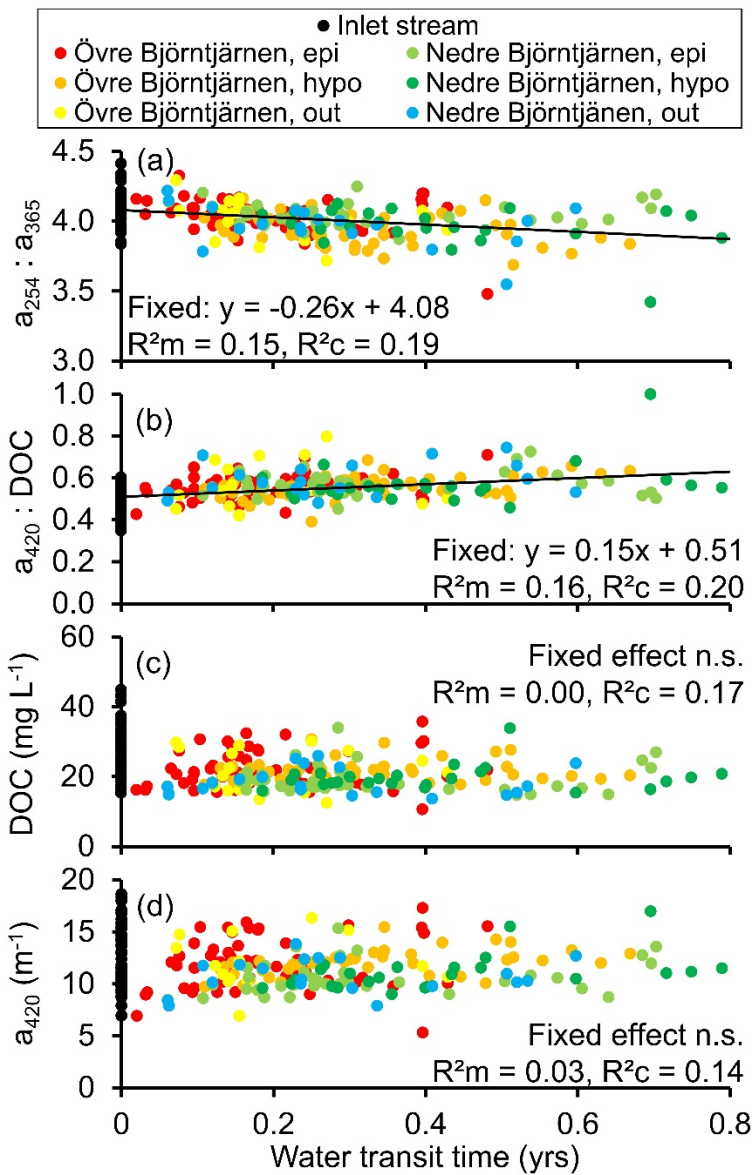 Inlet stream
Övre Björntjärnen, epi Nedre Björntjärnen, epi
Övre Björntjärnen, hypo Nedre Björntjärnen, hypo
Övre Björntjärnen, out Nedre Björntjänen, out
(a)
a₂₅₄ : a₃₆₅
4.5
4.0
3.5
3.0
Fixed: y = -0.26x + 4.08
R²m = 0.15, R²c = 0.19
(b)
a₄₂₀ : DOC
1.0
0.8
0.6
0.4
0.2
0.0
Fixed: y = 0.15x + 0.51
R²m = 0.16, R²c = 0.20
(c)
DOC (mg L⁻¹)
60
40
20
0
Fixed effect n.s.
R²m = 0.00, R²c = 0.17
(d)
a₄₂₀ (m⁻¹)
20
15
10
5
0
Fixed effect n.s.
R²m = 0.03, R²c = 0.14
0 0.2 0.4 0.6 0.8
Water transit time (yrs)